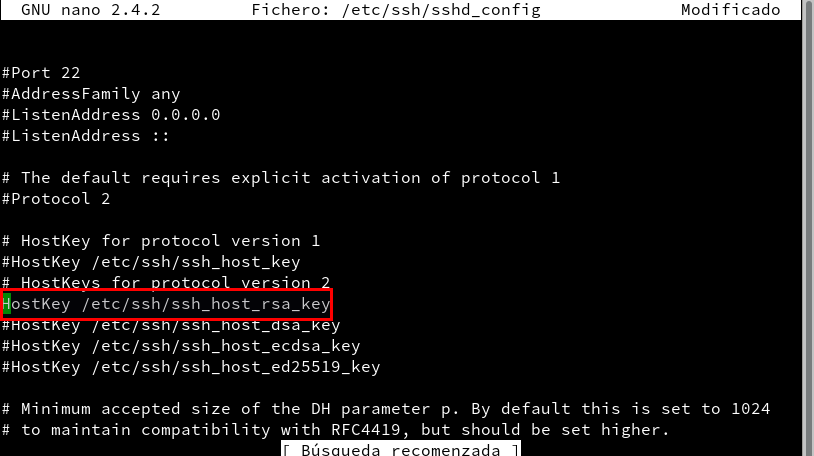 GNU nano 2.4.2 Fichero: /etc/ssh/sshd_config Modificado
#Port 22
#AddressFamily any
#ListenAddress 0.0.0.0
#ListenAddress ::
# The default requires explicit activation of protocol 1
#Protocol 2
# HostKey for protocol version 1
#HostKey /etc/ssh/ssh_host_key
# HostKeys for protocol version 2
HostKey /etc/ssh/ssh_host_rsa_key
#HostKey /etc/ssh/ssh_host_dsa_key
#HostKey /etc/ssh/ssh_host_ecdsa_key
#HostKey /etc/ssh/ssh_host_ed25519_key
# Minimum accepted size of the DH parameter p. By default this is set to 1024
# to maintain compatibility with RFC4419, but should be set higher.
[ Búsqueda recomenzada ]